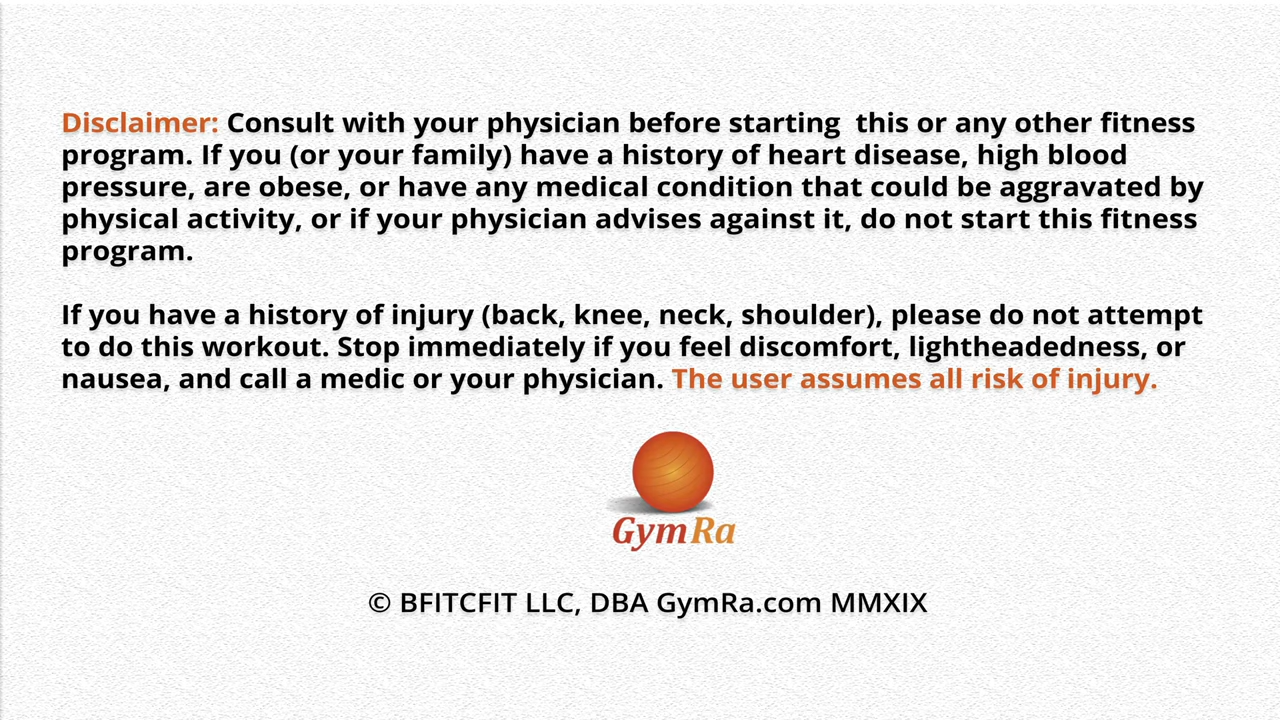 Disclaimer: Consult with your physician before starting  this or any other fitness
program. If you (or your family) have a history of heart disease, high blood
pressure, are obese, or have any medical condition that could be aggravated by
physical activity, or if your physician advises against it, do not start this fitness
program.
If you have a history of injury (back, knee, neck, shoulder), please do not attempt
to do this workout. Stop immediately if you feel discomfort, lightheadedness, or
nausea, and call a medic or your physician. The user assumes all risk of injury.
GymRa
© BFITCFIT LLC, DBA GymRa.com MMXIX